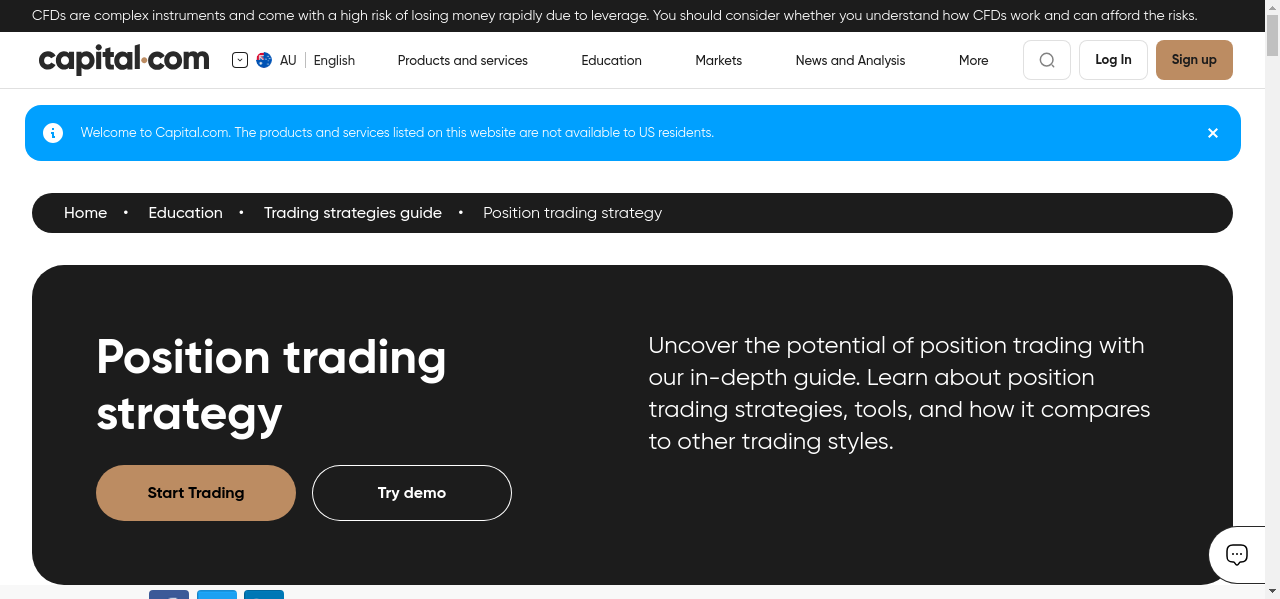 CFDs are complex instruments and come with a high risk of losing money rapidly due to leverage. You should consider whether you understand how CFDs work and can afford the risks.
capital.com AU English Products and services Education Markets News and Analysis More Log In Sign up
Welcome to Capital.com. The products and services listed on this website are not available to US residents.
Home • Education • Trading strategies guide • Position trading strategy
Position trading
strategy
Start Trading Try demo
Uncover the potential of position trading with
our in-depth guide. Learn about position
trading strategies, tools, and how it compares
to other trading styles.